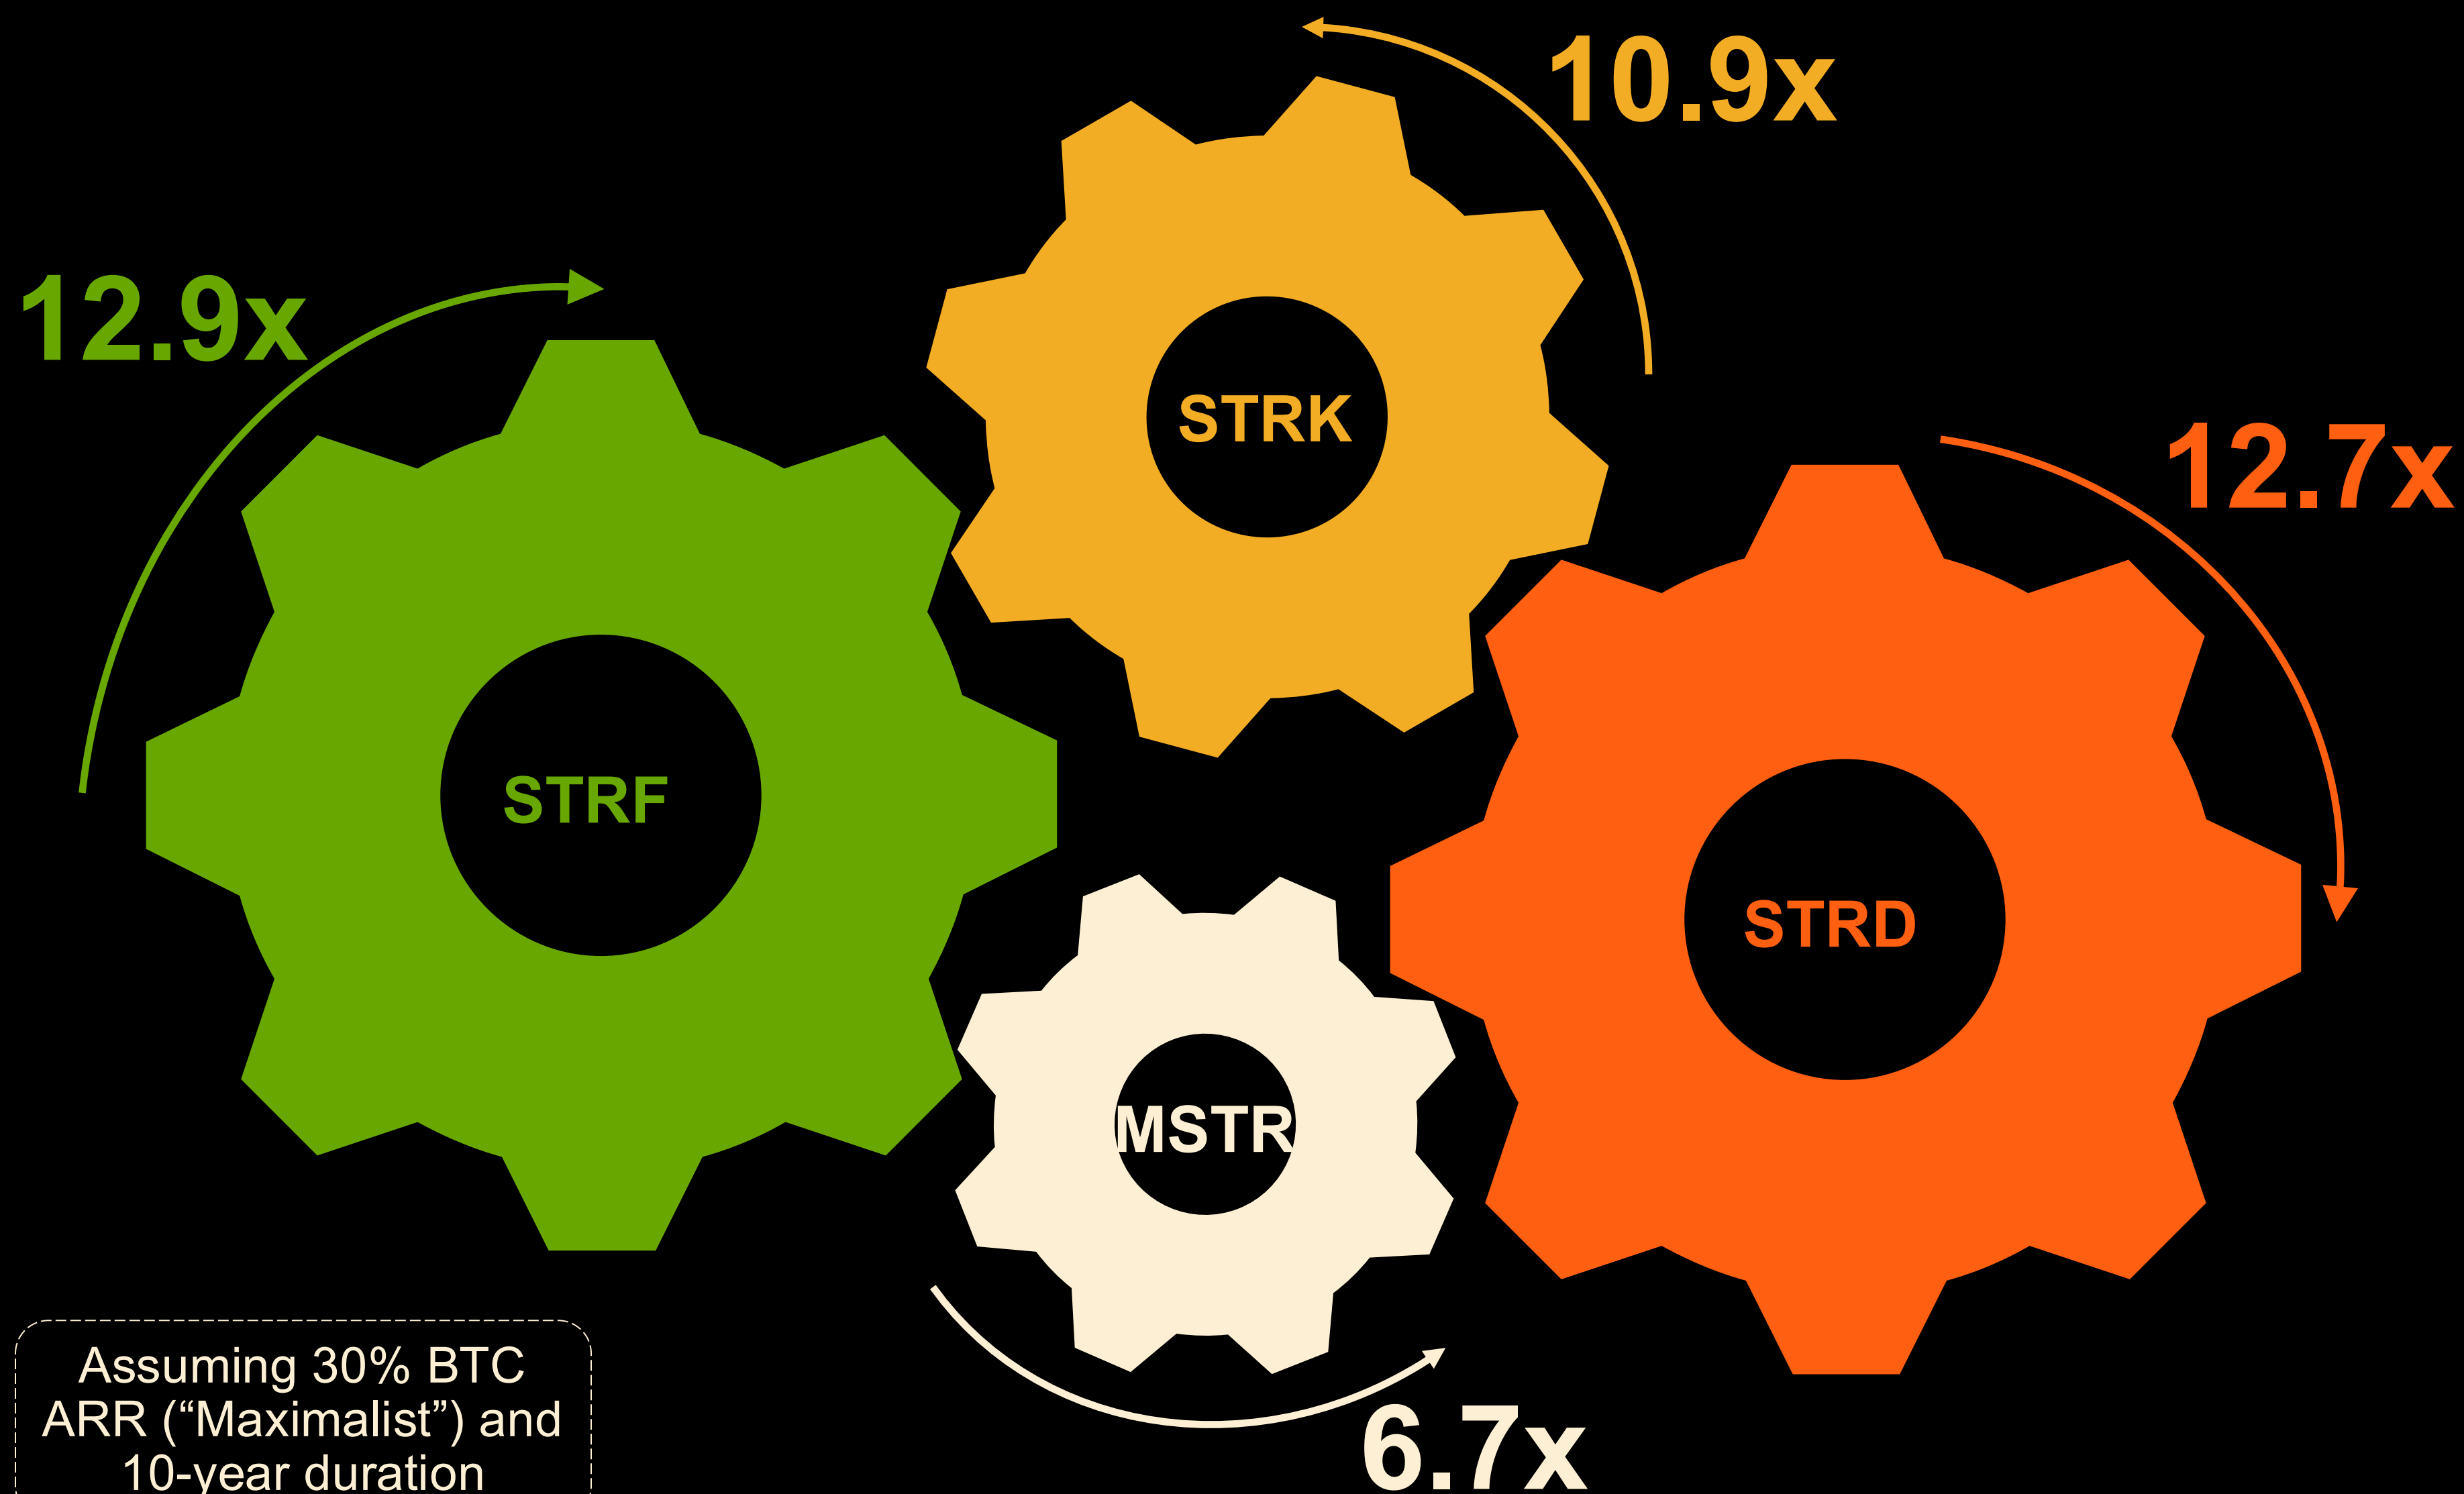 10.9x
12.9x
STRK
12.7x
STRF
STRD
MSTR
Assuming 30% BTC
ARR (“Maximalist”) and
10-year duration
6.7x